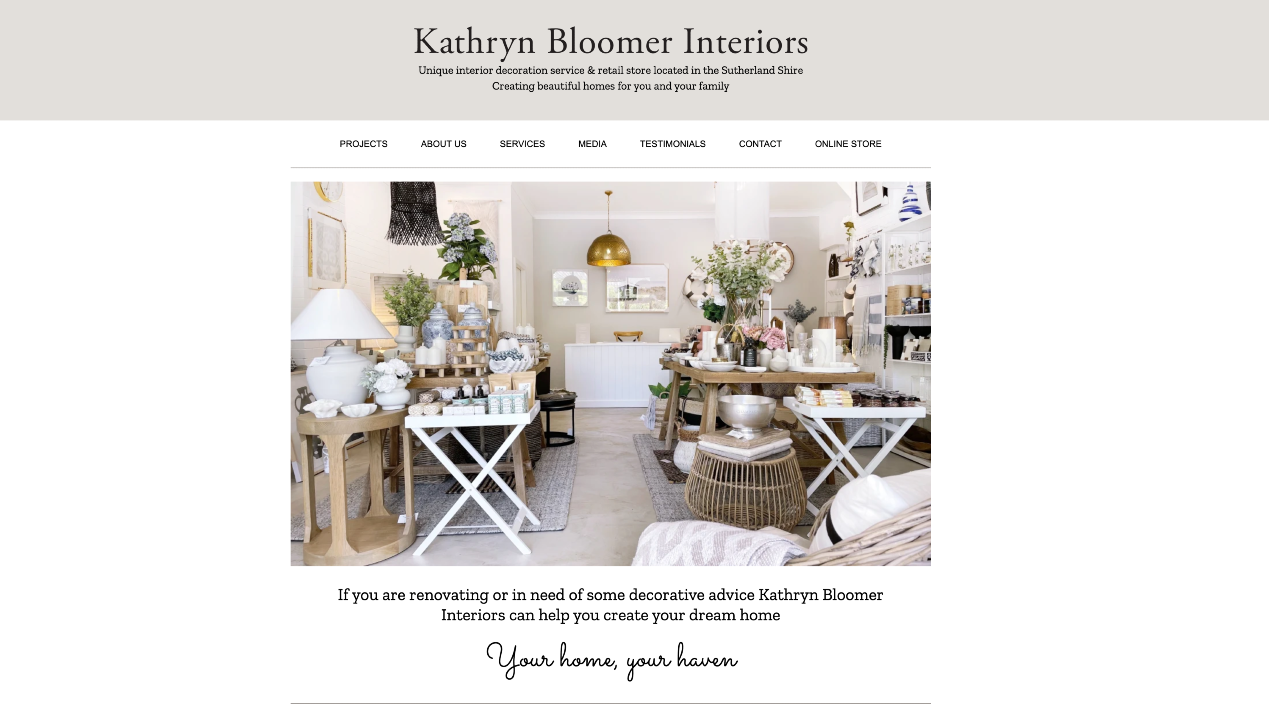 Kathryn Bloomer Interiors
Unique interior decoration service & retail store located in the Sutherland Shire
Creating beautiful homes for you and your family
PROJECTS ABOUT US SERVICES MEDIA TESTIMONIALS CONTACT ONLINE STORE
If you are renovating or in need of some decorative advice Kathryn Bloomer
Interiors can help you create your dream home
Your home, your haven